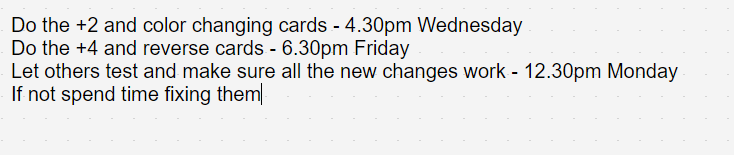 Do the +2 and color changing cards - 4.30pm Wednesday
Do the +4 and reverse cards - 6.30pm Friday
Let others test and make sure all the new changes work - 12.30pm Monday
If not spend time fixing them